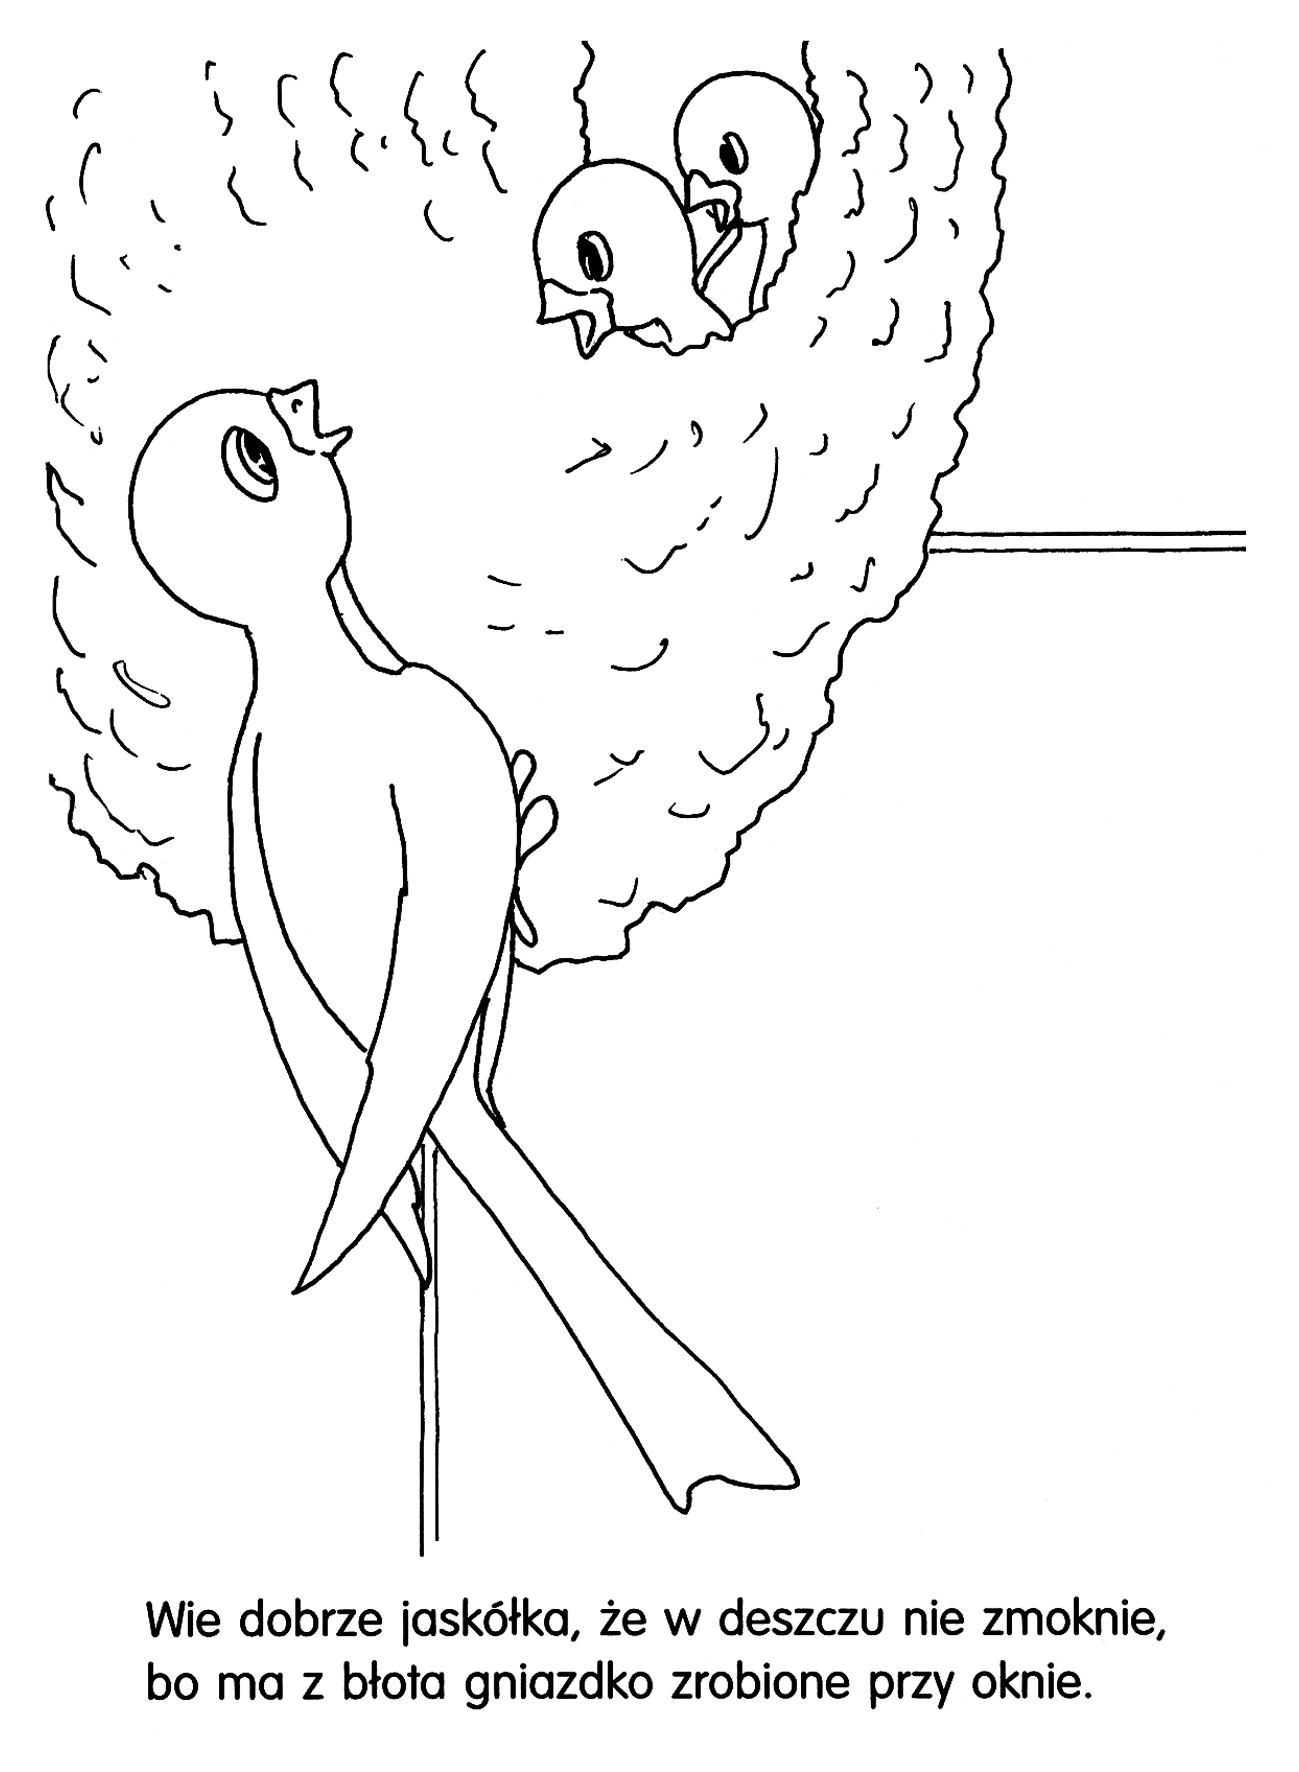 Wie dobrze jaskółka, że w deszczu nie zmoknie,
bo ma z błota gniazdko zrobione przy oknie.